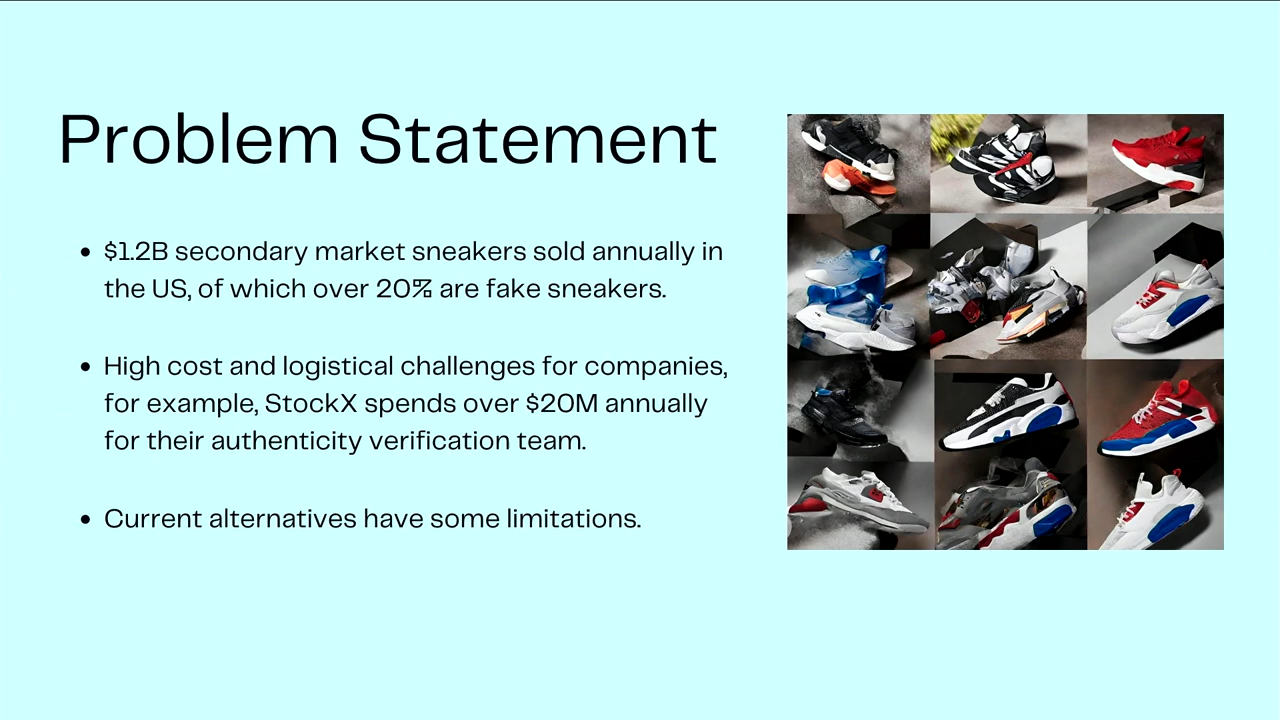 Problem Statement
• $1.2B secondary market sneakers sold annually in
the US, of which over 20% are fake sneakers.
• High cost and logistical challenges for companies,
for example, StockX spends over $20M annually
for their authenticity verification team.
• Current alternatives have some limitations.